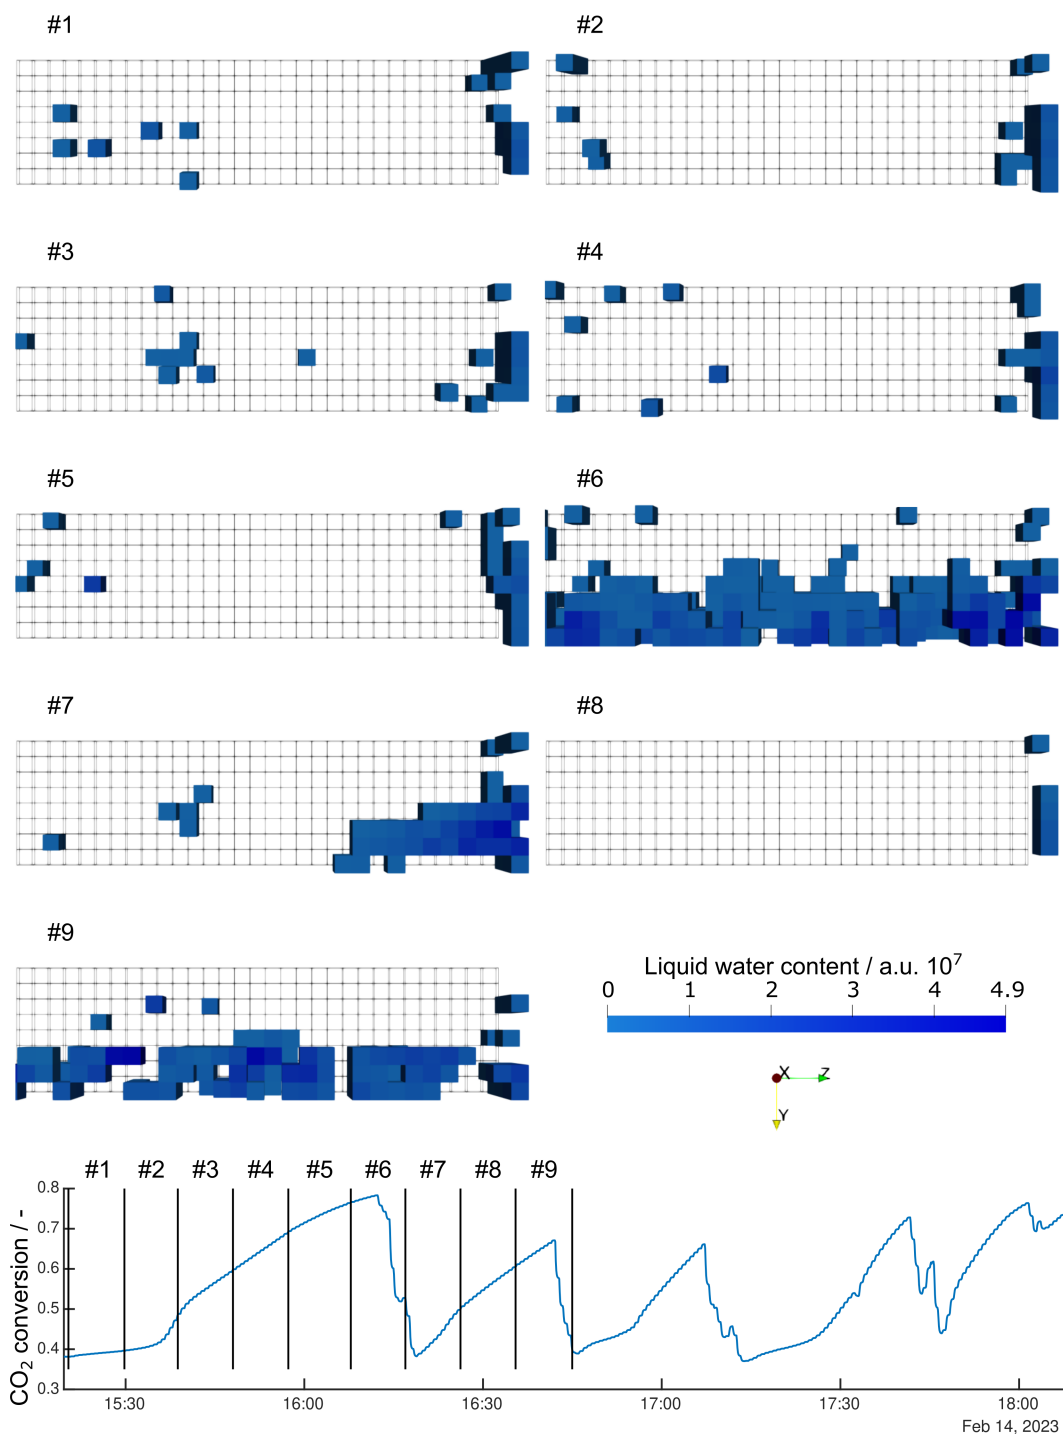 #1
#2
#3
#4
#5
#6
#7
#8
#9
Liquid water content / a.u. 10⁷
0 1 2 3 4 4.9
X Z
Y
#1 #2 #3 #4 #5 #6 #7 #8 #9
CO₂ conversion / -
0.8
0.7
0.6
0.5
0.4
0.3
15:30 16:00 16:30 17:00 17:30 18:00
Feb 14, 2023